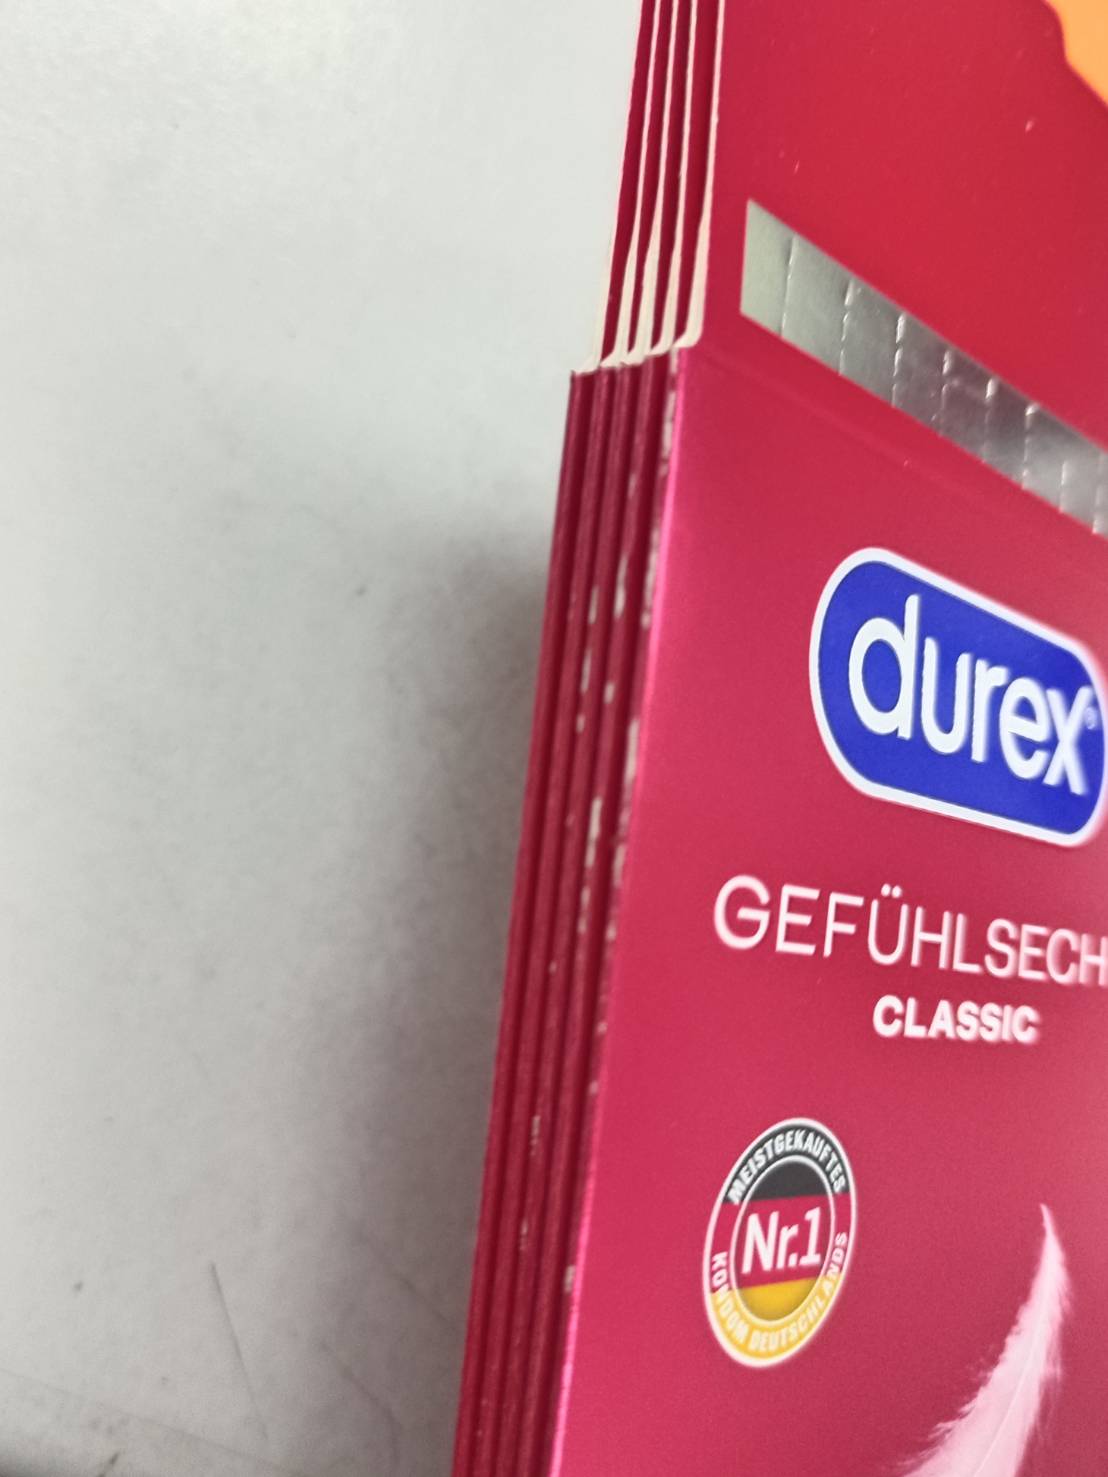 durex®
GEFÜHLSECH
CLASSIC
MEISTGEKAUFTES
Nr.1
KONDOM DEUTSCHLANDS